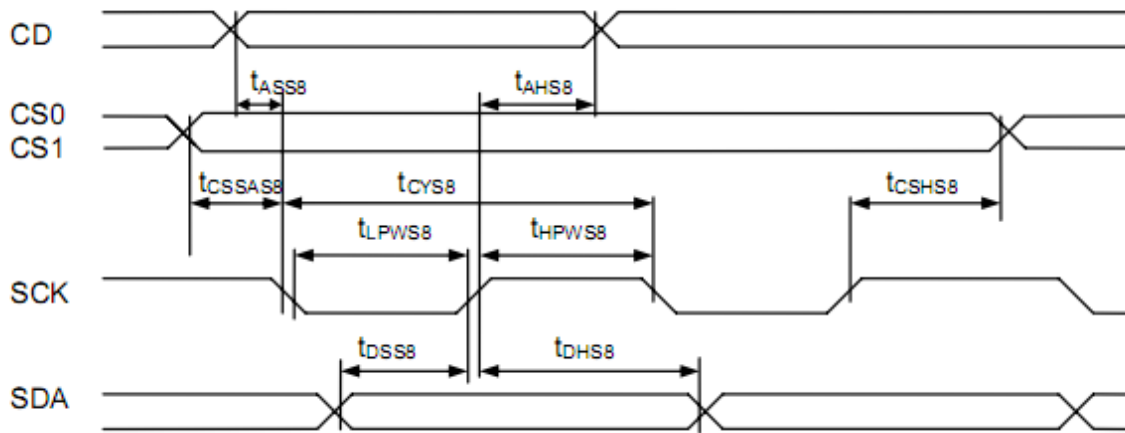 CD
tASS8 tAHS8
CS0
CS1
tCSSAS8 tCYS8 tCSHS8
tLPWS8 tHPWS8
SCK
tDSS8 tDHS8
SDA